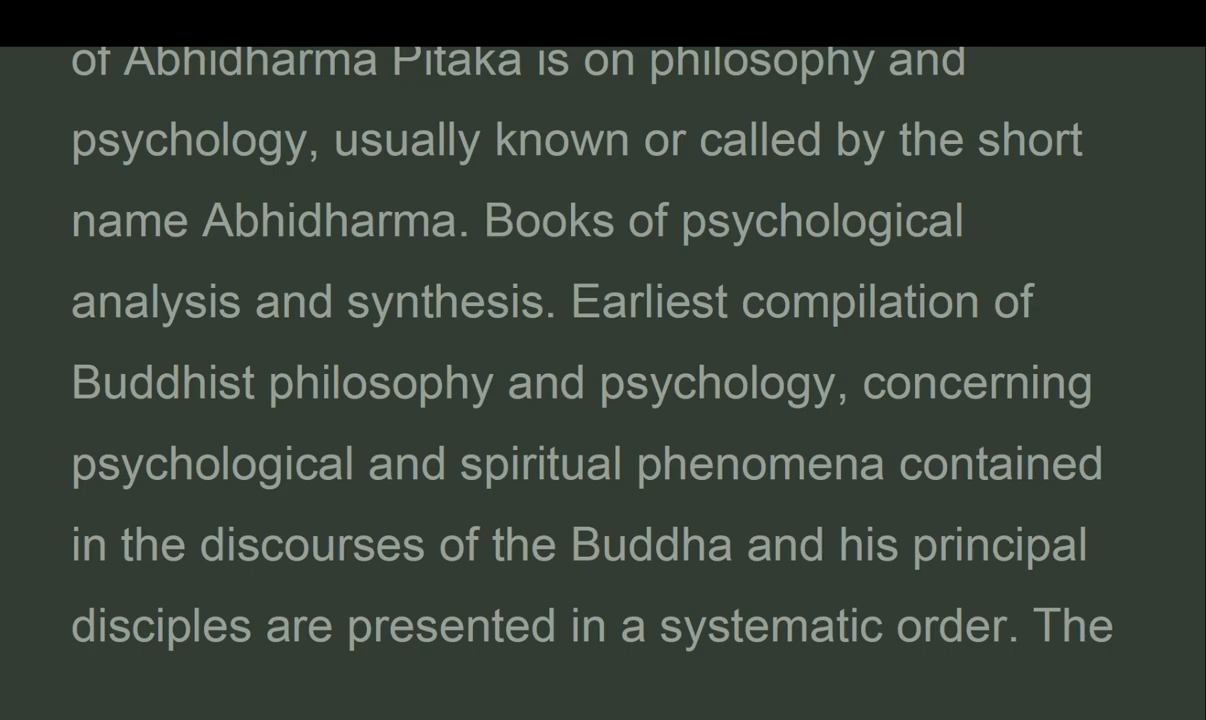 of Abhidharma Pitaka is on philosophy and
psychology, usually known or called by the short
name Abhidharma. Books of psychological
analysis and synthesis. Earliest compilation of
Buddhist philosophy and psychology, concerning
psychological and spiritual phenomena contained
in the discourses of the Buddha and his principal
disciples are presented in a systematic order. The